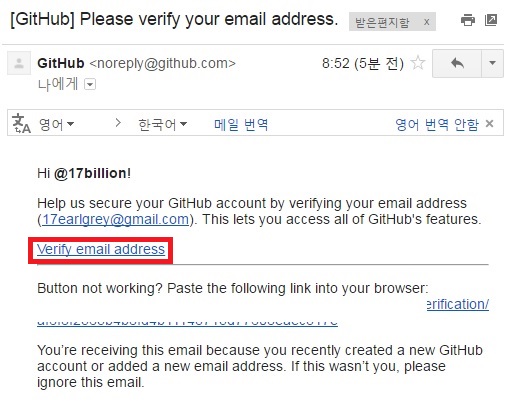 [GitHub] Please verify your email address. 받은편지함 x
GitHub <noreply@github.com> 8:52 (5분 전)
나에게
영어 > 한국어 메일 번역 영어 번역 안함 ×
Hi @17billion!
Help us secure your GitHub account by verifying your email address
(17earlgrey@gmail.com). This lets you access all of GitHub's features.
Verify email address
Button not working? Paste the following link into your browser:
erification/
You’re receiving this email because you recently created a new GitHub
account or added a new email address. If this wasn’t you, please
ignore this email.